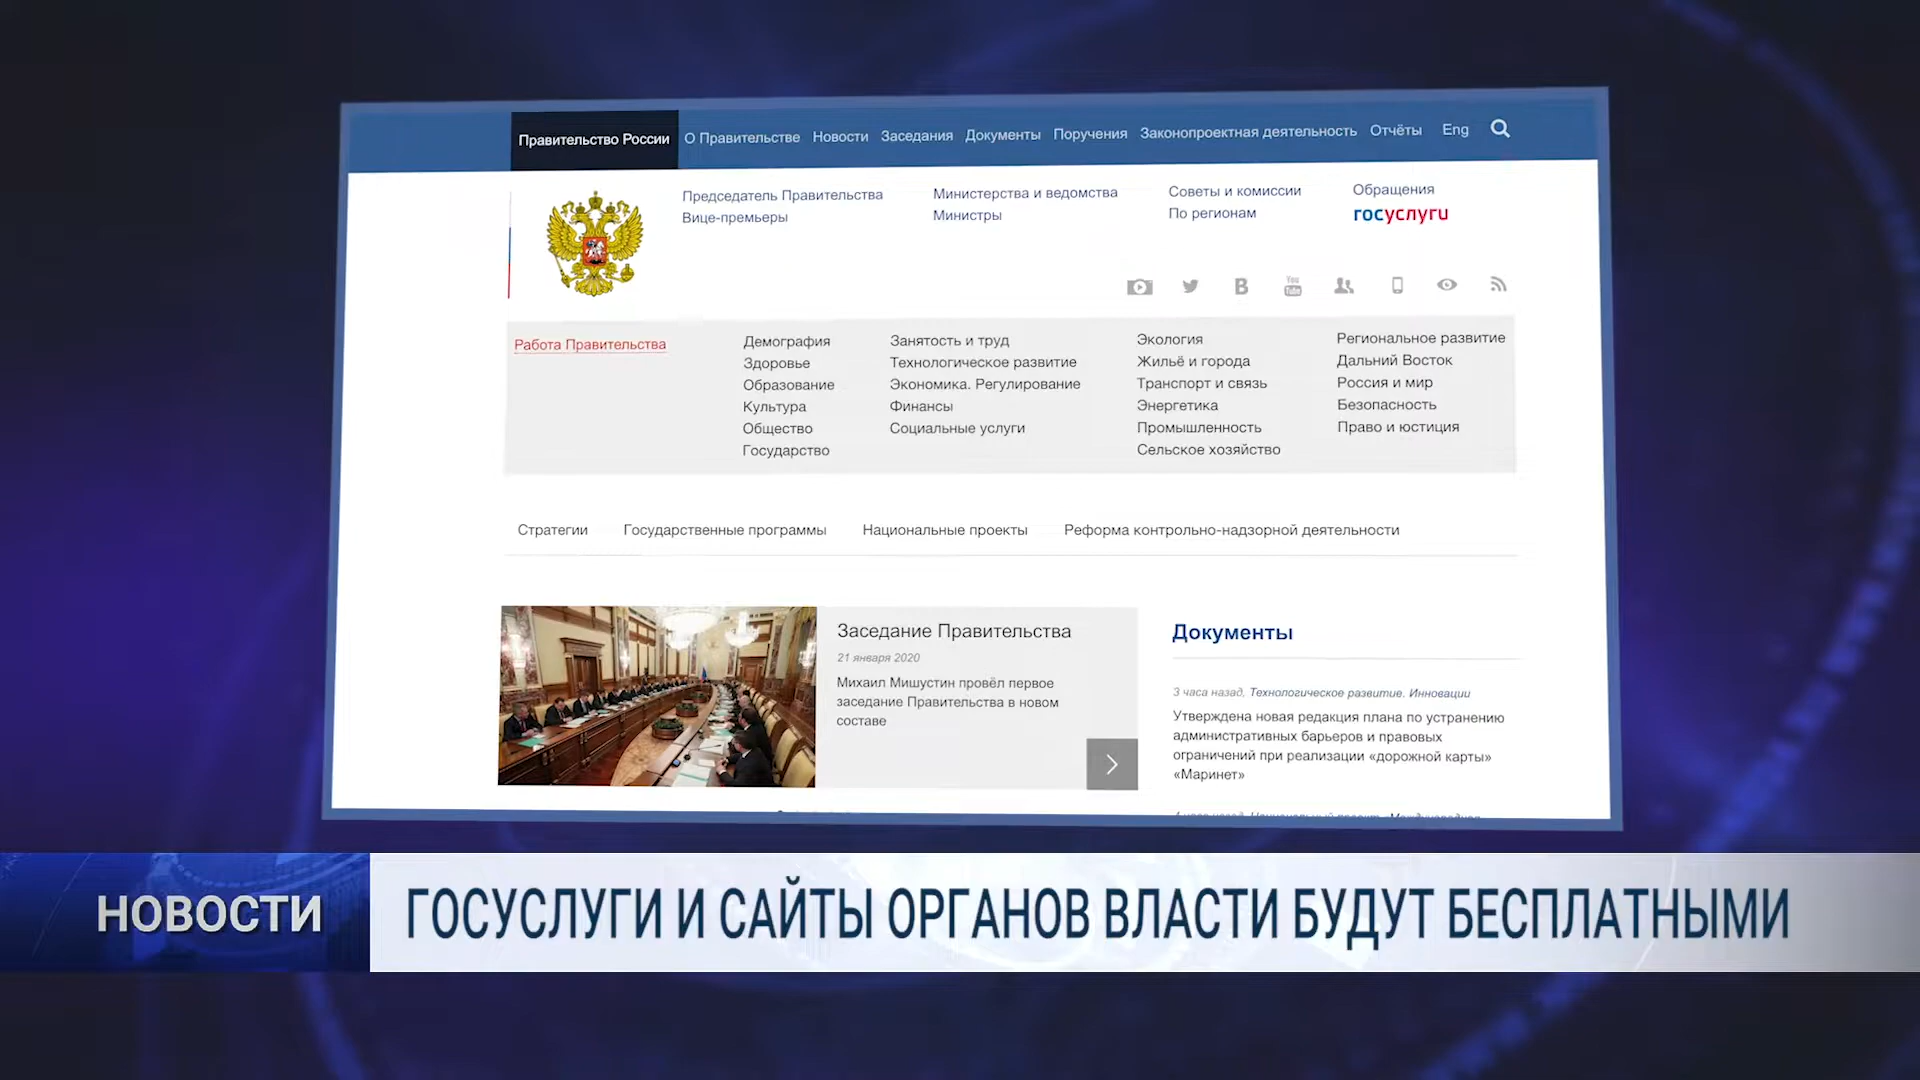 Правительство России О Правительстве Новости Заседания Документы Поручения Законопроектная деятельность Отчёты Eng
Председатель Правительства
Вице-премьеры
Министерства и ведомства
Министры
Советы и комиссии
По регионам
Обращения
госуслуги
You
Tube
Работа Правительства
Демография
Здоровье
Образование
Культура
Общество
Государство
Занятость и труд
Технологическое развитие
Экономика. Регулирование
Финансы
Социальные услуги
Экология
Жильё и города
Транспорт и связь
Энергетика
Промышленность
Сельское хозяйство
Региональное развитие
Дальний Восток
Россия и мир
Безопасность
Право и юстиция
Стратегии Государственные программы Национальные проекты Реформа контрольно-надзорной деятельности
Заседание Правительства
21 января 2020
Михаил Мишустин провёл первое
заседание Правительства в новом
составе
Документы
3 часа назад, Технологическое развитие. Инновации
Утверждена новая редакция плана по устранению
административных барьеров и правовых
ограничений при реализации «дорожной карты»
«Маринет»
НОВОСТИ
ГОСУСЛУГИ И САЙТЫ ОРГАНОВ ВЛАСТИ БУДУТ БЕСПЛАТНЫМИ